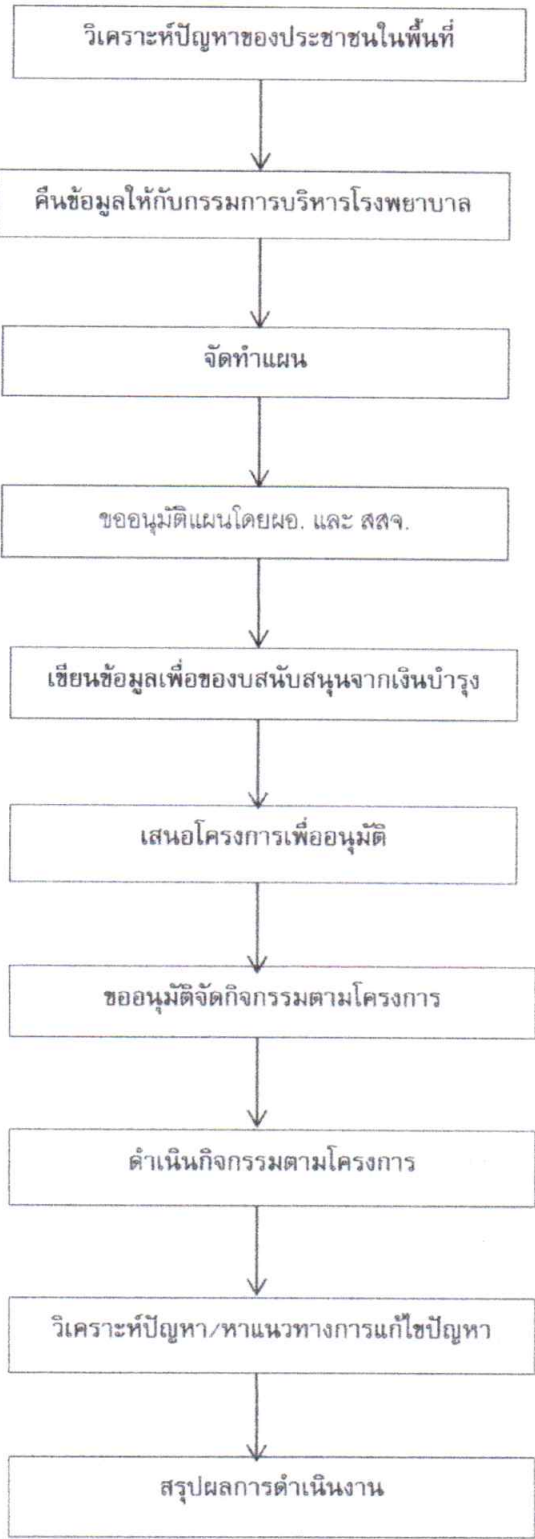 วิเคราะห์ปัญหาของประชาชนในพื้นที่
คืนข้อมูลให้กับกรรมการบริหารโรงพยาบาล
จัดทำแผน
ขออนุมัติแผนโดยผอ. และ สสจ.
เขียนข้อมูลเพื่อของบสนับสนุนจากเงินบำรุง
เสนอโครงการเพื่ออนุมัติ
ขออนุมัติจัดกิจกรรมตามโครงการ
ดำเนินกิจกรรมตามโครงการ
วิเคราะห์ปัญหา/หาแนวทางการแก้ไขปัญหา
สรุปผลการดำเนินงาน